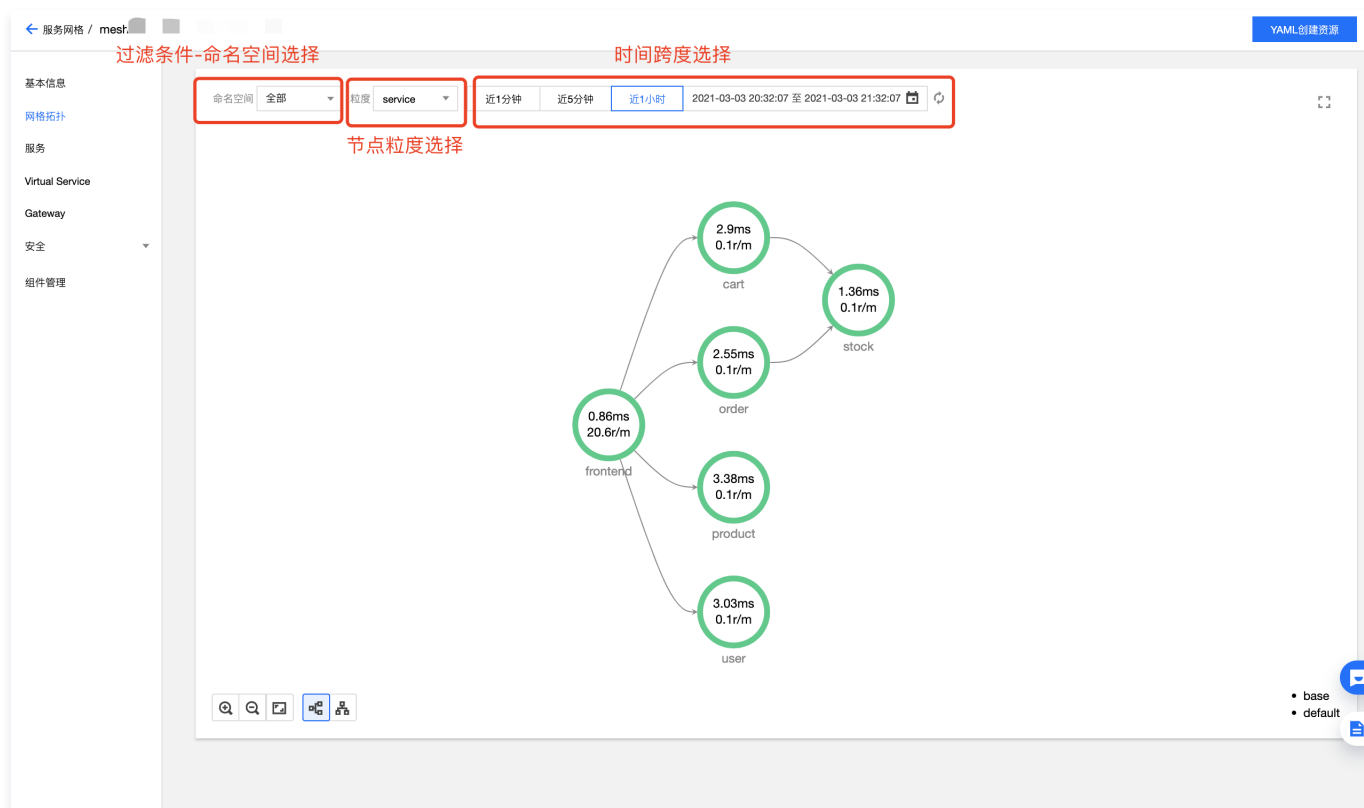 服务网格 / mesh
YAML创建资源
过滤条件-命名空间选择
时间跨度选择
基本信息
网格拓扑
服务
Virtual Service
Gateway
安全
组件管理
命名空间 全部
粒度 service
近1分钟 近5分钟 近1小时 2021-03-03 20:32:07 至 2021-03-03 21:32:07
节点粒度选择
2.9ms
0.1r/m
cart
1.36ms
0.1r/m
stock
2.55ms
0.1r/m
order
0.86ms
20.6r/m
frontend
3.38ms
0.1r/m
product
3.03ms
0.1r/m
user
base
default